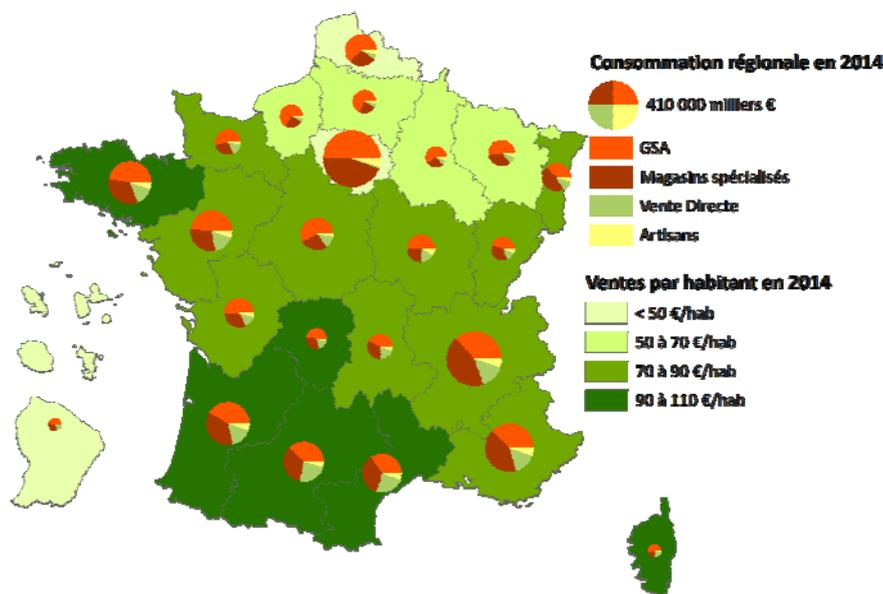 Consommation régionale en 2014
410 000 milliers €
GSA
Magasins spécialisés
Vente Directe
Artisans
Ventes par habitant en 2014
< 50 €/hab
50 à 70 €/hab
70 à 90 €/hab
90 à 110 €/hab